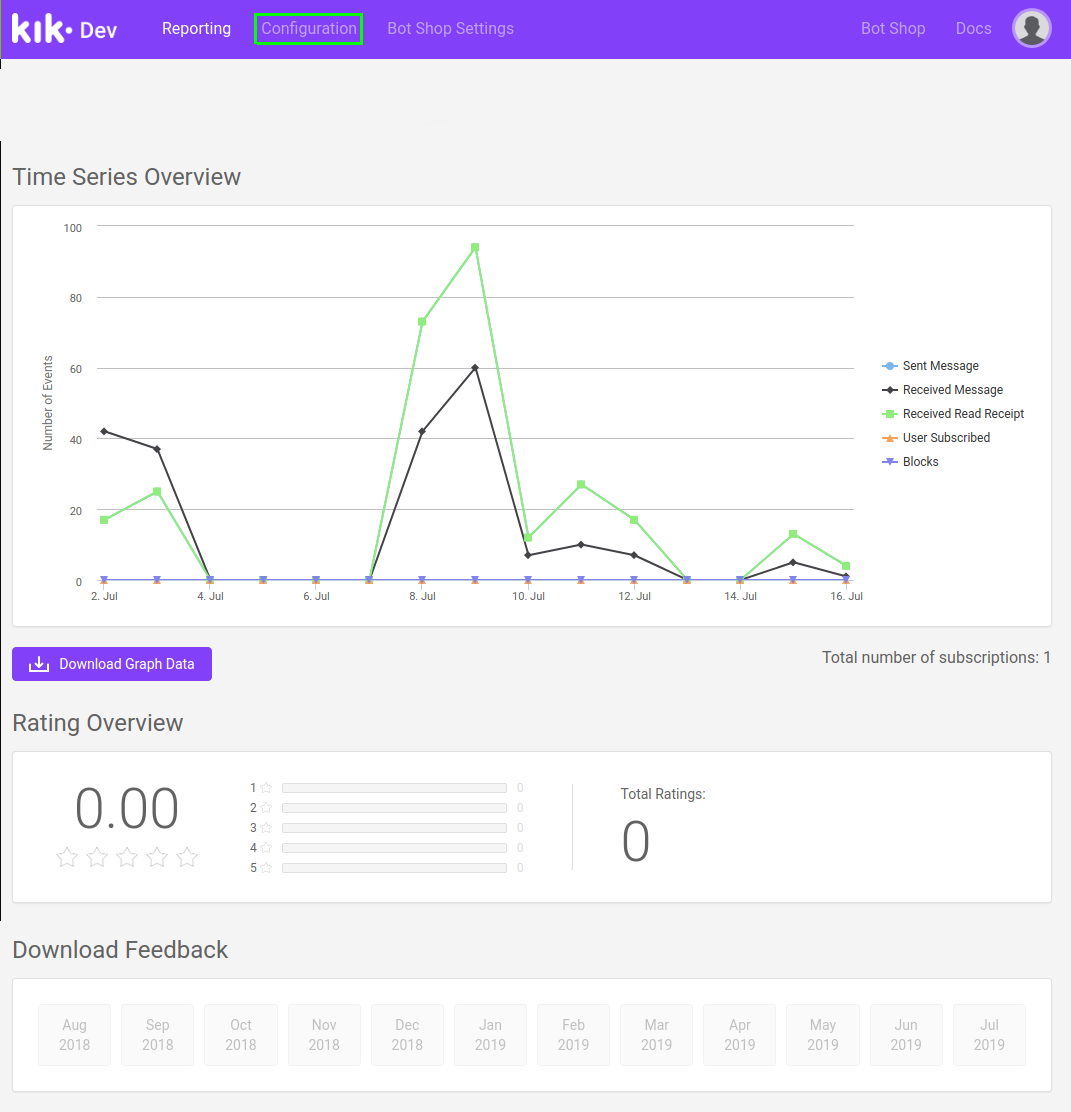 kik· Dev Reporting Configuration Bot Shop Settings Bot Shop Docs
Time Series Overview
100
80
60
40
20
0
Number of Events
2. Jul 4. Jul 6. Jul 8. Jul 10. Jul 12. Jul 14. Jul 16. Jul
Sent Message
Received Message
Received Read Receipt
User Subscribed
Blocks
Download Graph Data
Total number of subscriptions: 1
Rating Overview
0.00
1 0
2 0
3 0
4 0
5 0
Total Ratings:
0
Download Feedback
Aug Sep Oct Nov Dec Jan Feb Mar Apr May Jun Jul
2018 2018 2018 2018 2018 2019 2019 2019 2019 2019 2019 2019